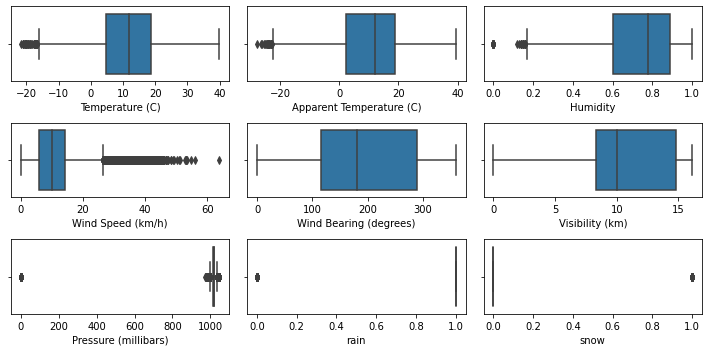 −20 −10 0 10 20 30 40 −20 0 20 40 0.0 0.2 0.4 0.6 0.8 1.0
Temperature (C) Apparent Temperature (C) Humidity
0 20 40 60 0 100 200 300 0 5 10 15
Wind Speed (km/h) Wind Bearing (degrees) Visibility (km)
0 200 400 600 800 1000 0.0 0.2 0.4 0.6 0.8 1.0 0.0 0.2 0.4 0.6 0.8 1.0
Pressure (millibars) rain snow